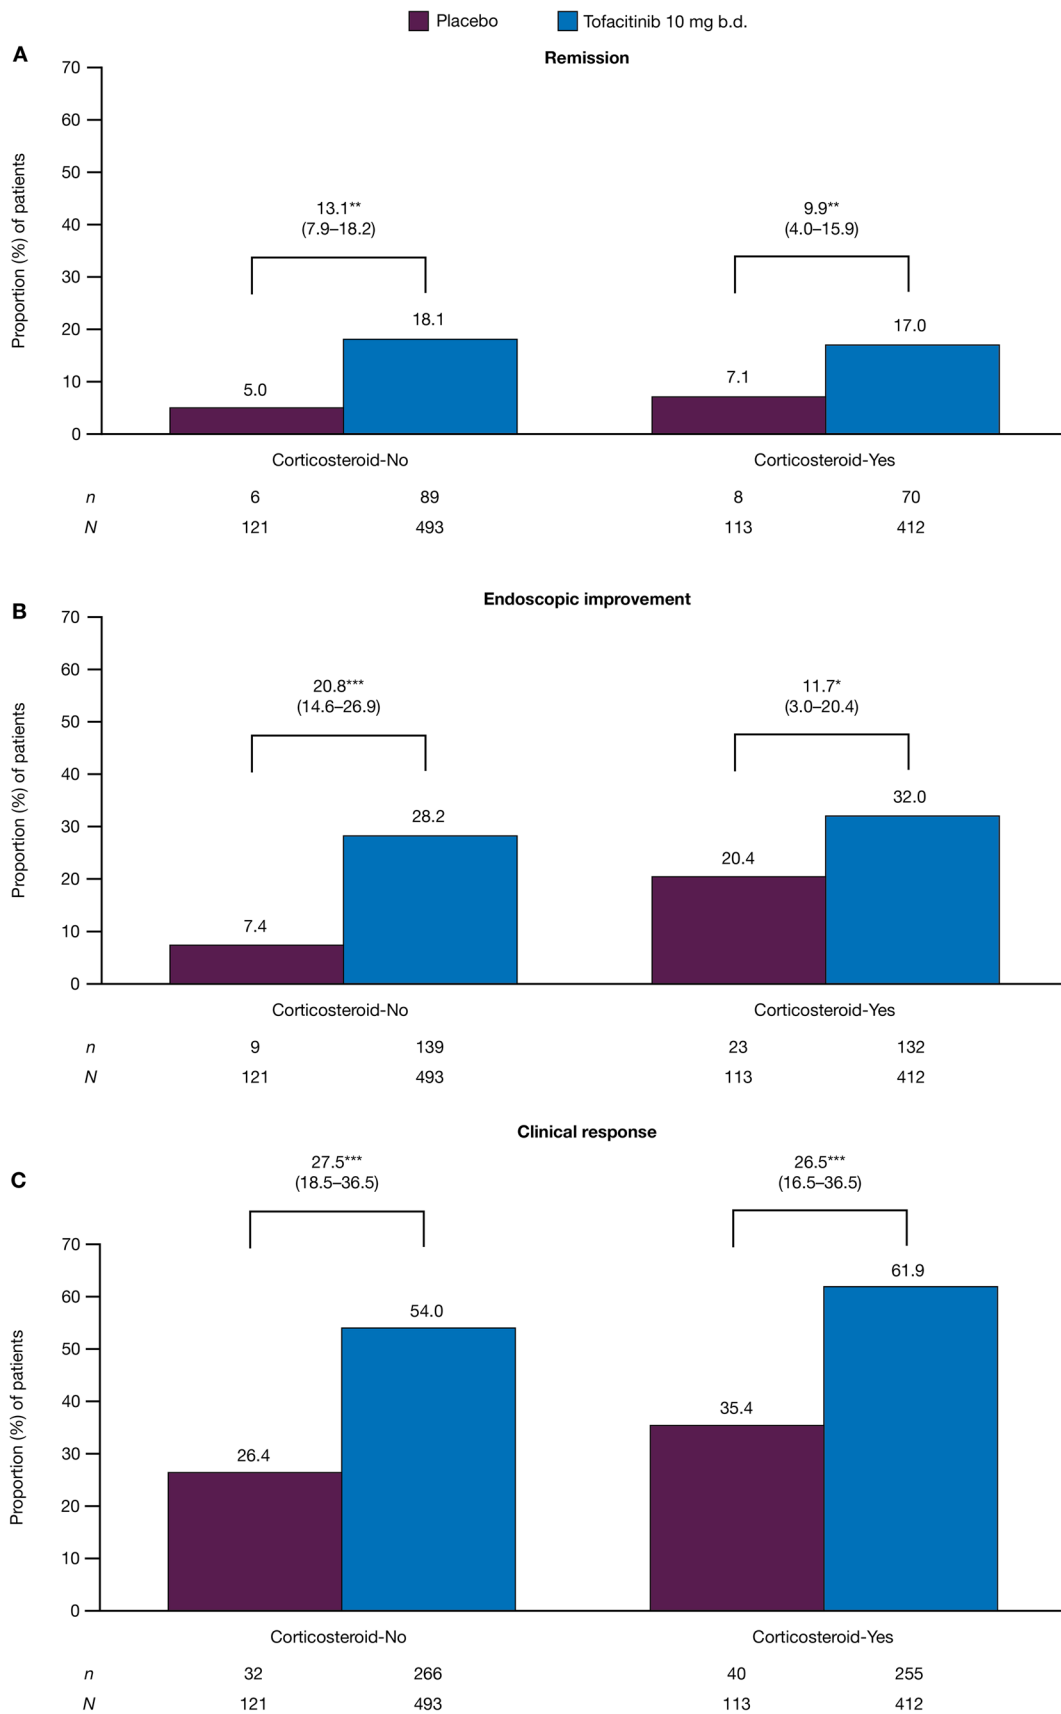 Placebo Tofacitinib 10 mg b.d.
A
Remission
Proportion (%) of patients
70
60
50
40
30
20
10
0
13.1**
(7.9–18.2)
9.9**
(4.0–15.9)
5.0 18.1 7.1 17.0
Corticosteroid-No Corticosteroid-Yes
n 6 89 8 70
N 121 493 113 412
B
Endoscopic improvement
Proportion (%) of patients
70
60
50
40
30
20
10
0
20.8***
(14.6–26.9)
11.7*
(3.0–20.4)
7.4 28.2 20.4 32.0
Corticosteroid-No Corticosteroid-Yes
n 9 139 23 132
N 121 493 113 412
Clinical response
C
Proportion (%) of patients
70
60
50
40
30
20
10
0
27.5***
(18.5–36.5)
26.5***
(16.5–36.5)
26.4 54.0 35.4 61.9
Corticosteroid-No Corticosteroid-Yes
n 32 266 40 255
N 121 493 113 412